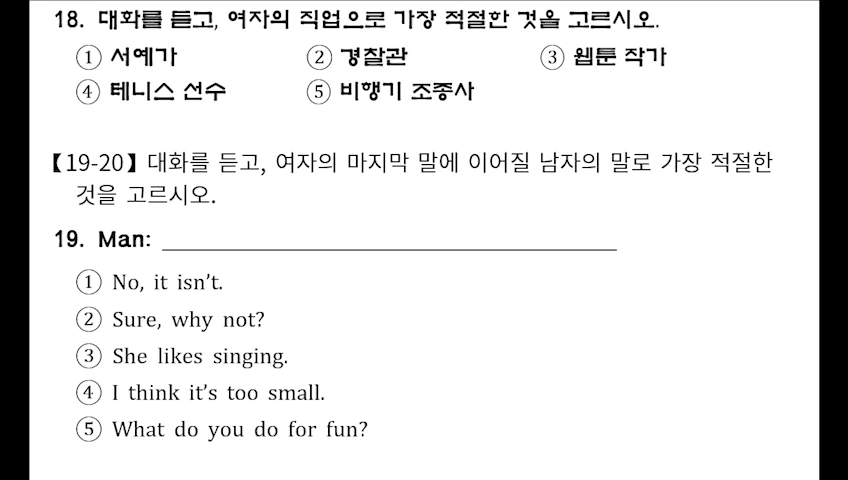 18. 대화를 듣고, 여자의 직업으로 가장 적절한 것을 고르시오.
① 서예가 ② 경찰관 ③ 웹툰 작가
④ 테니스 선수 ⑤ 비행기 조종사
【19-20】 대화를 듣고, 여자의 마지막 말에 이어질 남자의 말로 가장 적절한
것을 고르시오.
19. Man: ____________________
① No, it isn't.
② Sure, why not?
③ She likes singing.
④ I think it's too small.
⑤ What do you do for fun?